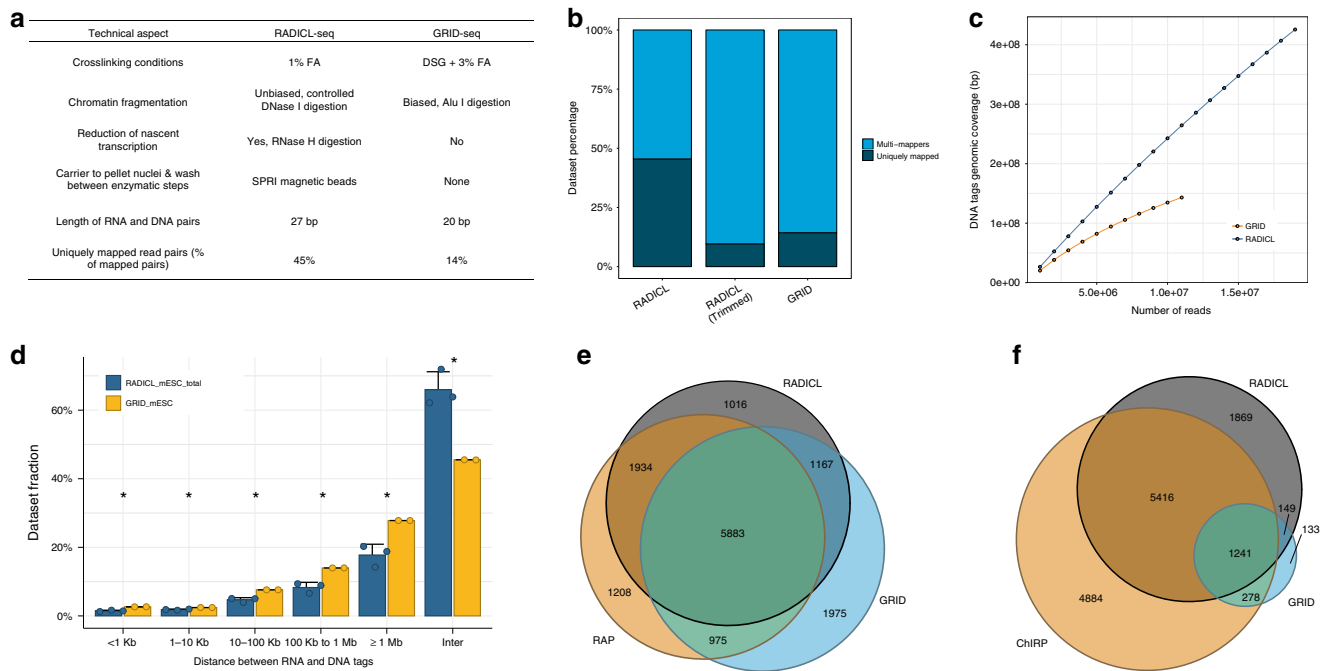 a
Technical aspect RADICL-seq GRID-seq
Crosslinking conditions 1% FA DSG + 3% FA
Chromatin fragmentation Unbiased, controlled DNase I digestion Biased, Alu I digestion
Reduction of nascent transcription Yes, RNase H digestion No
Carrier to pellet nuclei & wash between enzymatic steps SPRI magnetic beads None
Length of RNA and DNA pairs 27 bp 20 bp
Uniquely mapped read pairs (% of mapped pairs) 45% 14%
b
Dataset percentage
100%
75%
50%
25%
0%
RADICL
RADICL (Trimmed)
GRID
Multi-mappers
Uniquely mapped
c
DNA tags genomic coverage (bp)
4e+08
3e+08
2e+08
1e+08
0e+00
5.0e+06 1.0e+07 1.5e+07
Number of reads
GRID
RADICL
d
Dataset fraction
60%
40%
20%
0%
RADICL_mESC_total
GRID_mESC
* * * * * *
<1 Kb 1–10 Kb 10–100 Kb 100 Kb to 1 Mb ≥ 1 Mb Inter
Distance between RNA and DNA tags
e
RADICL
1016
1934
1167
5883
1208
1975
975
RAP
GRID
f
RADICL
1869
5416
149
133
1241
4884
278
GRID
ChIRP